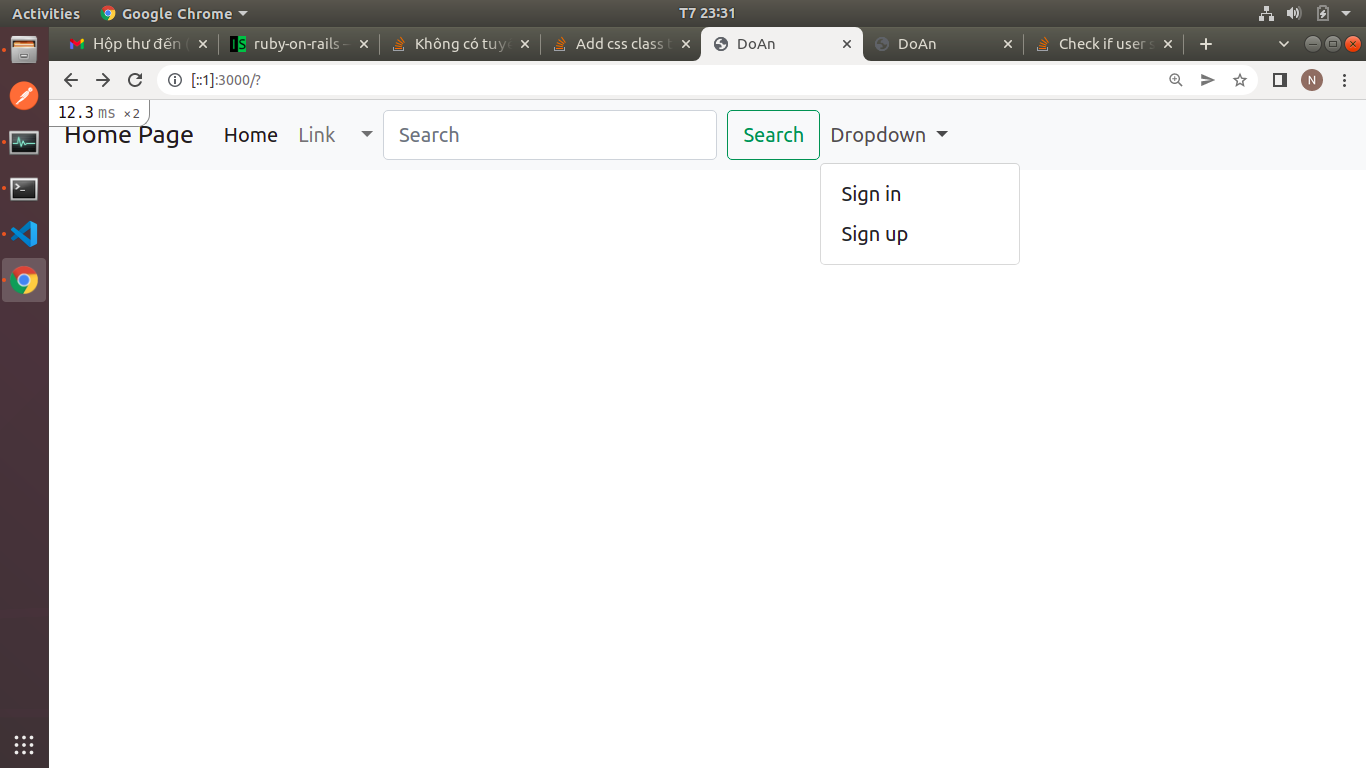 Activities Google Chrome T7 23:31
Hộp thư đến ruby-on-rails - Không có tuy Add css class DoAn DoAn Check if user s
[::1]:3000/? N
12.3 ms ×2
Home Page Home Link Search Search Dropdown
Sign in
Sign up